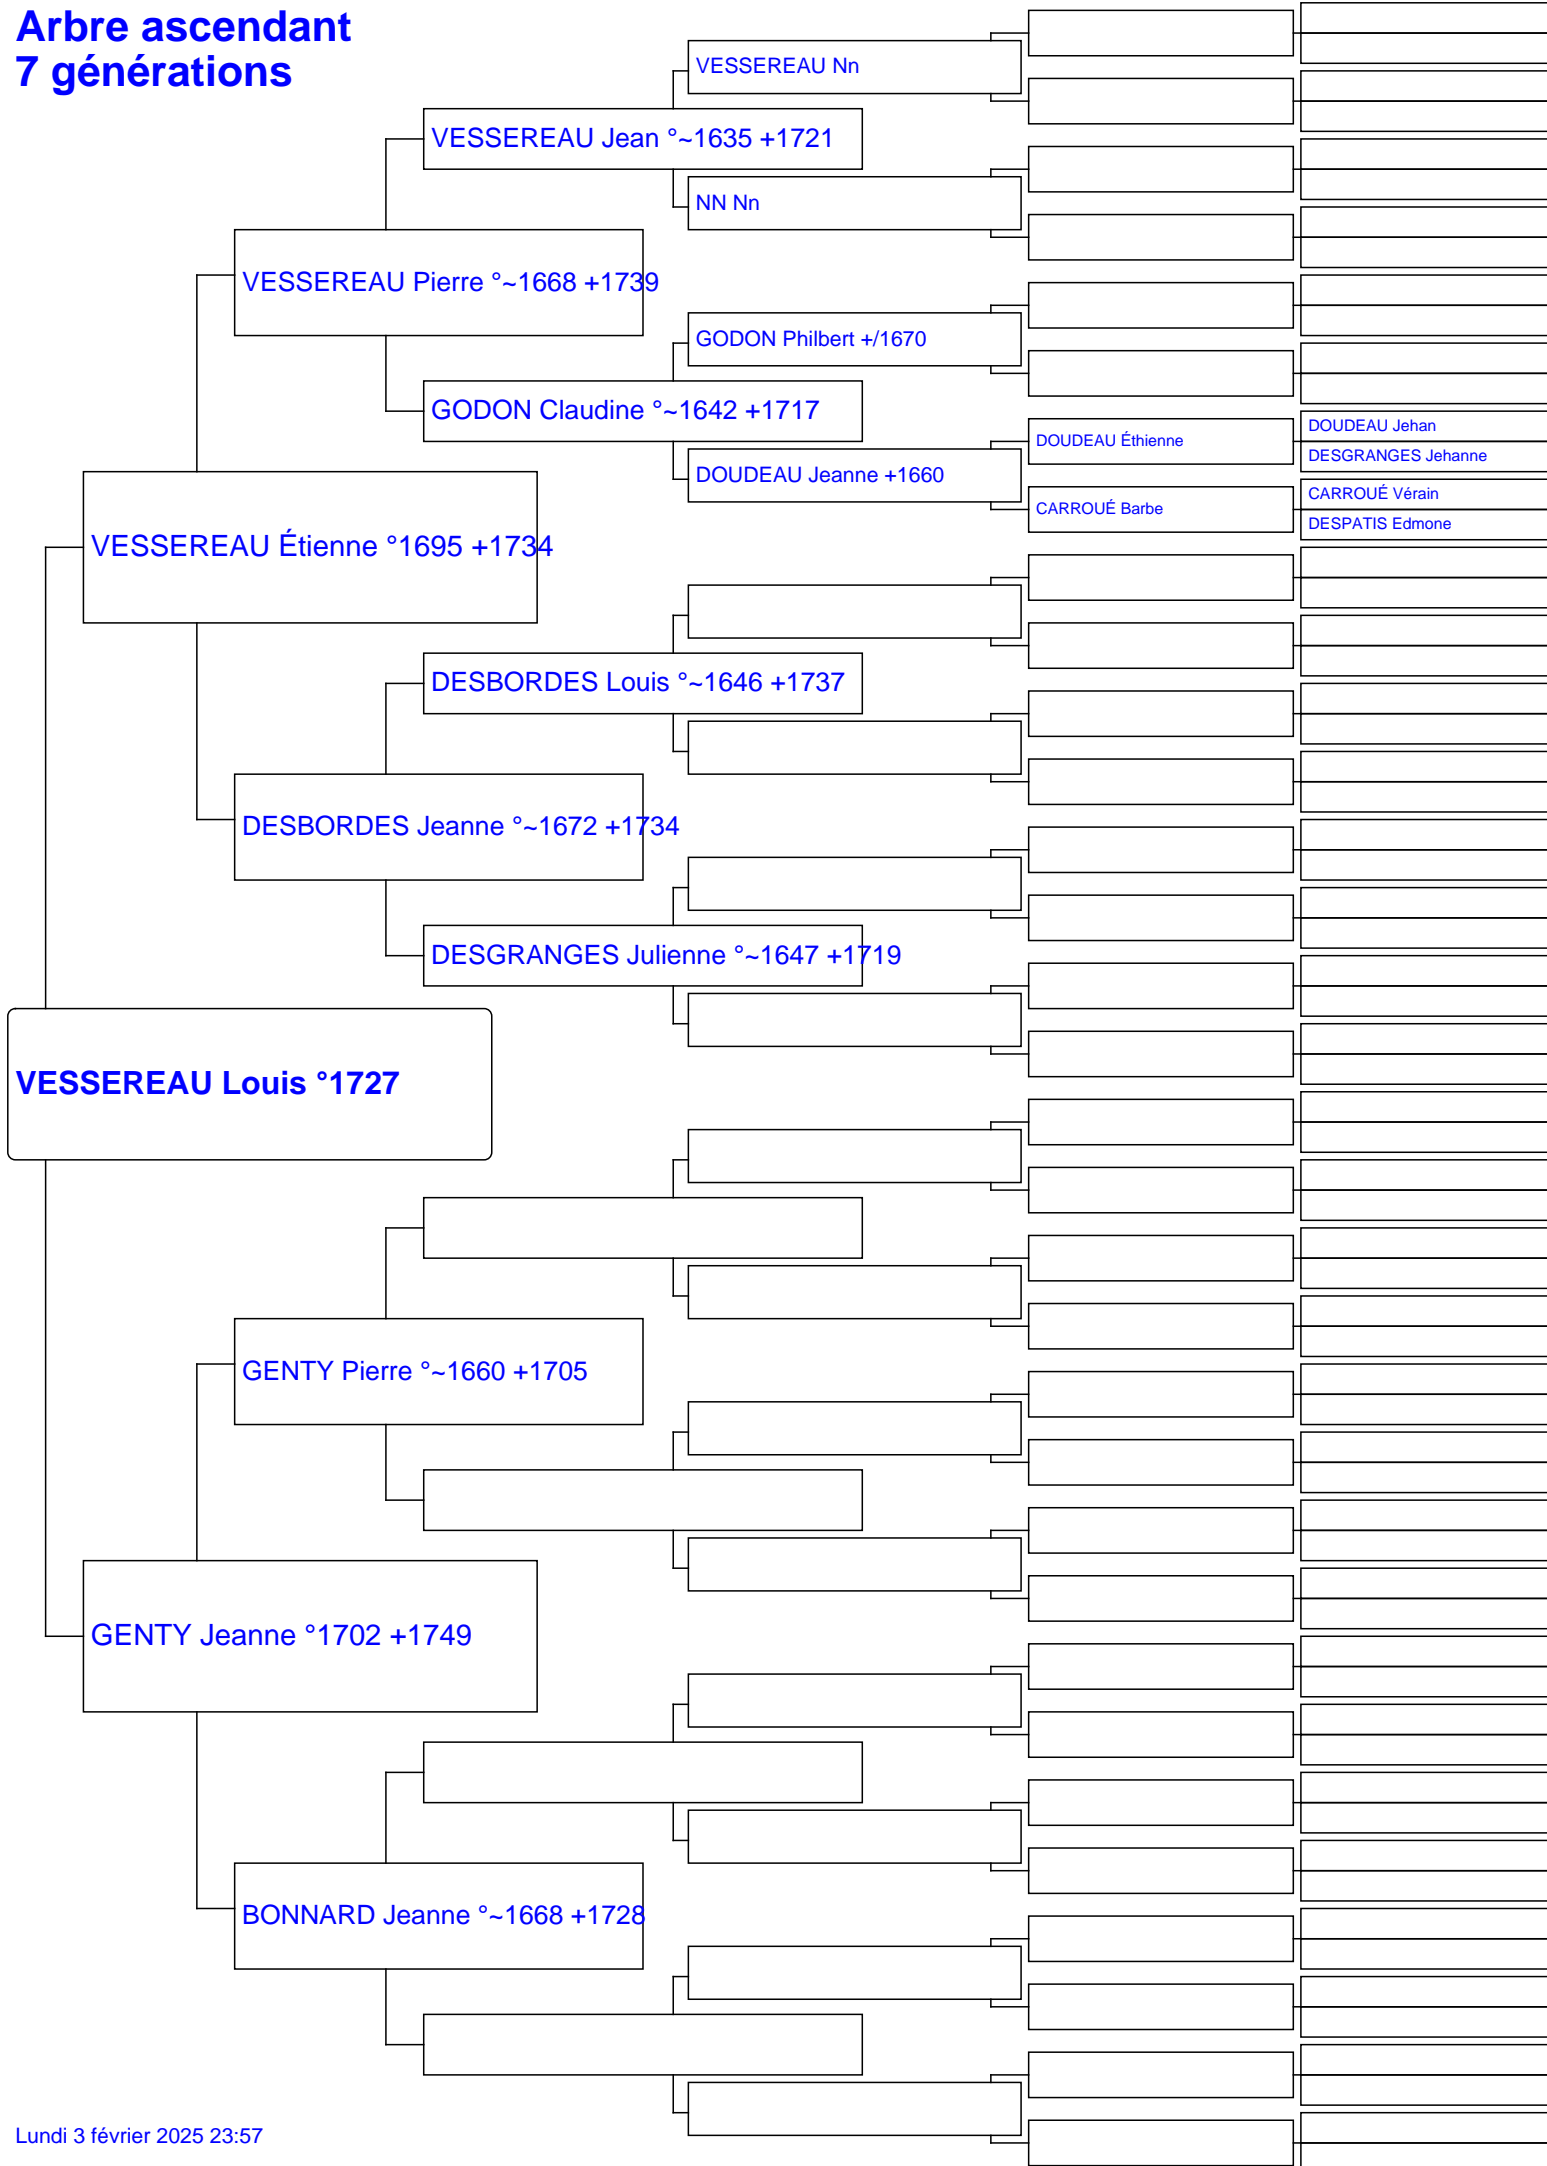 Arbre ascendant
7 générations
VESSEREAU Nn
VESSEREAU Jean °~1635 +1721
NN Nn
VESSEREAU Pierre °~1668 +1739
GODON Philbert +/1670
GODON Claudine °~1642 +1717
DOUDEAU Jehan
DOUDEAU Éthienne
DESGRANGES Jehanne
DOUDEAU Jeanne +1660
CARROUÉ Vérain
CARROUÉ Barbe
DESPATIS Edmone
VESSEREAU Étienne °1695 +1734
DESBORDES Louis °~1646 +1737
DESBORDES Jeanne °~1672 +1734
DESGRANGES Julienne °~1647 +1719
VESSEREAU Louis °1727
GENTY Pierre °~1660 +1705
GENTY Jeanne °1702 +1749
BONNARD Jeanne °~1668 +1728
Lundi 3 février 2025 23:57